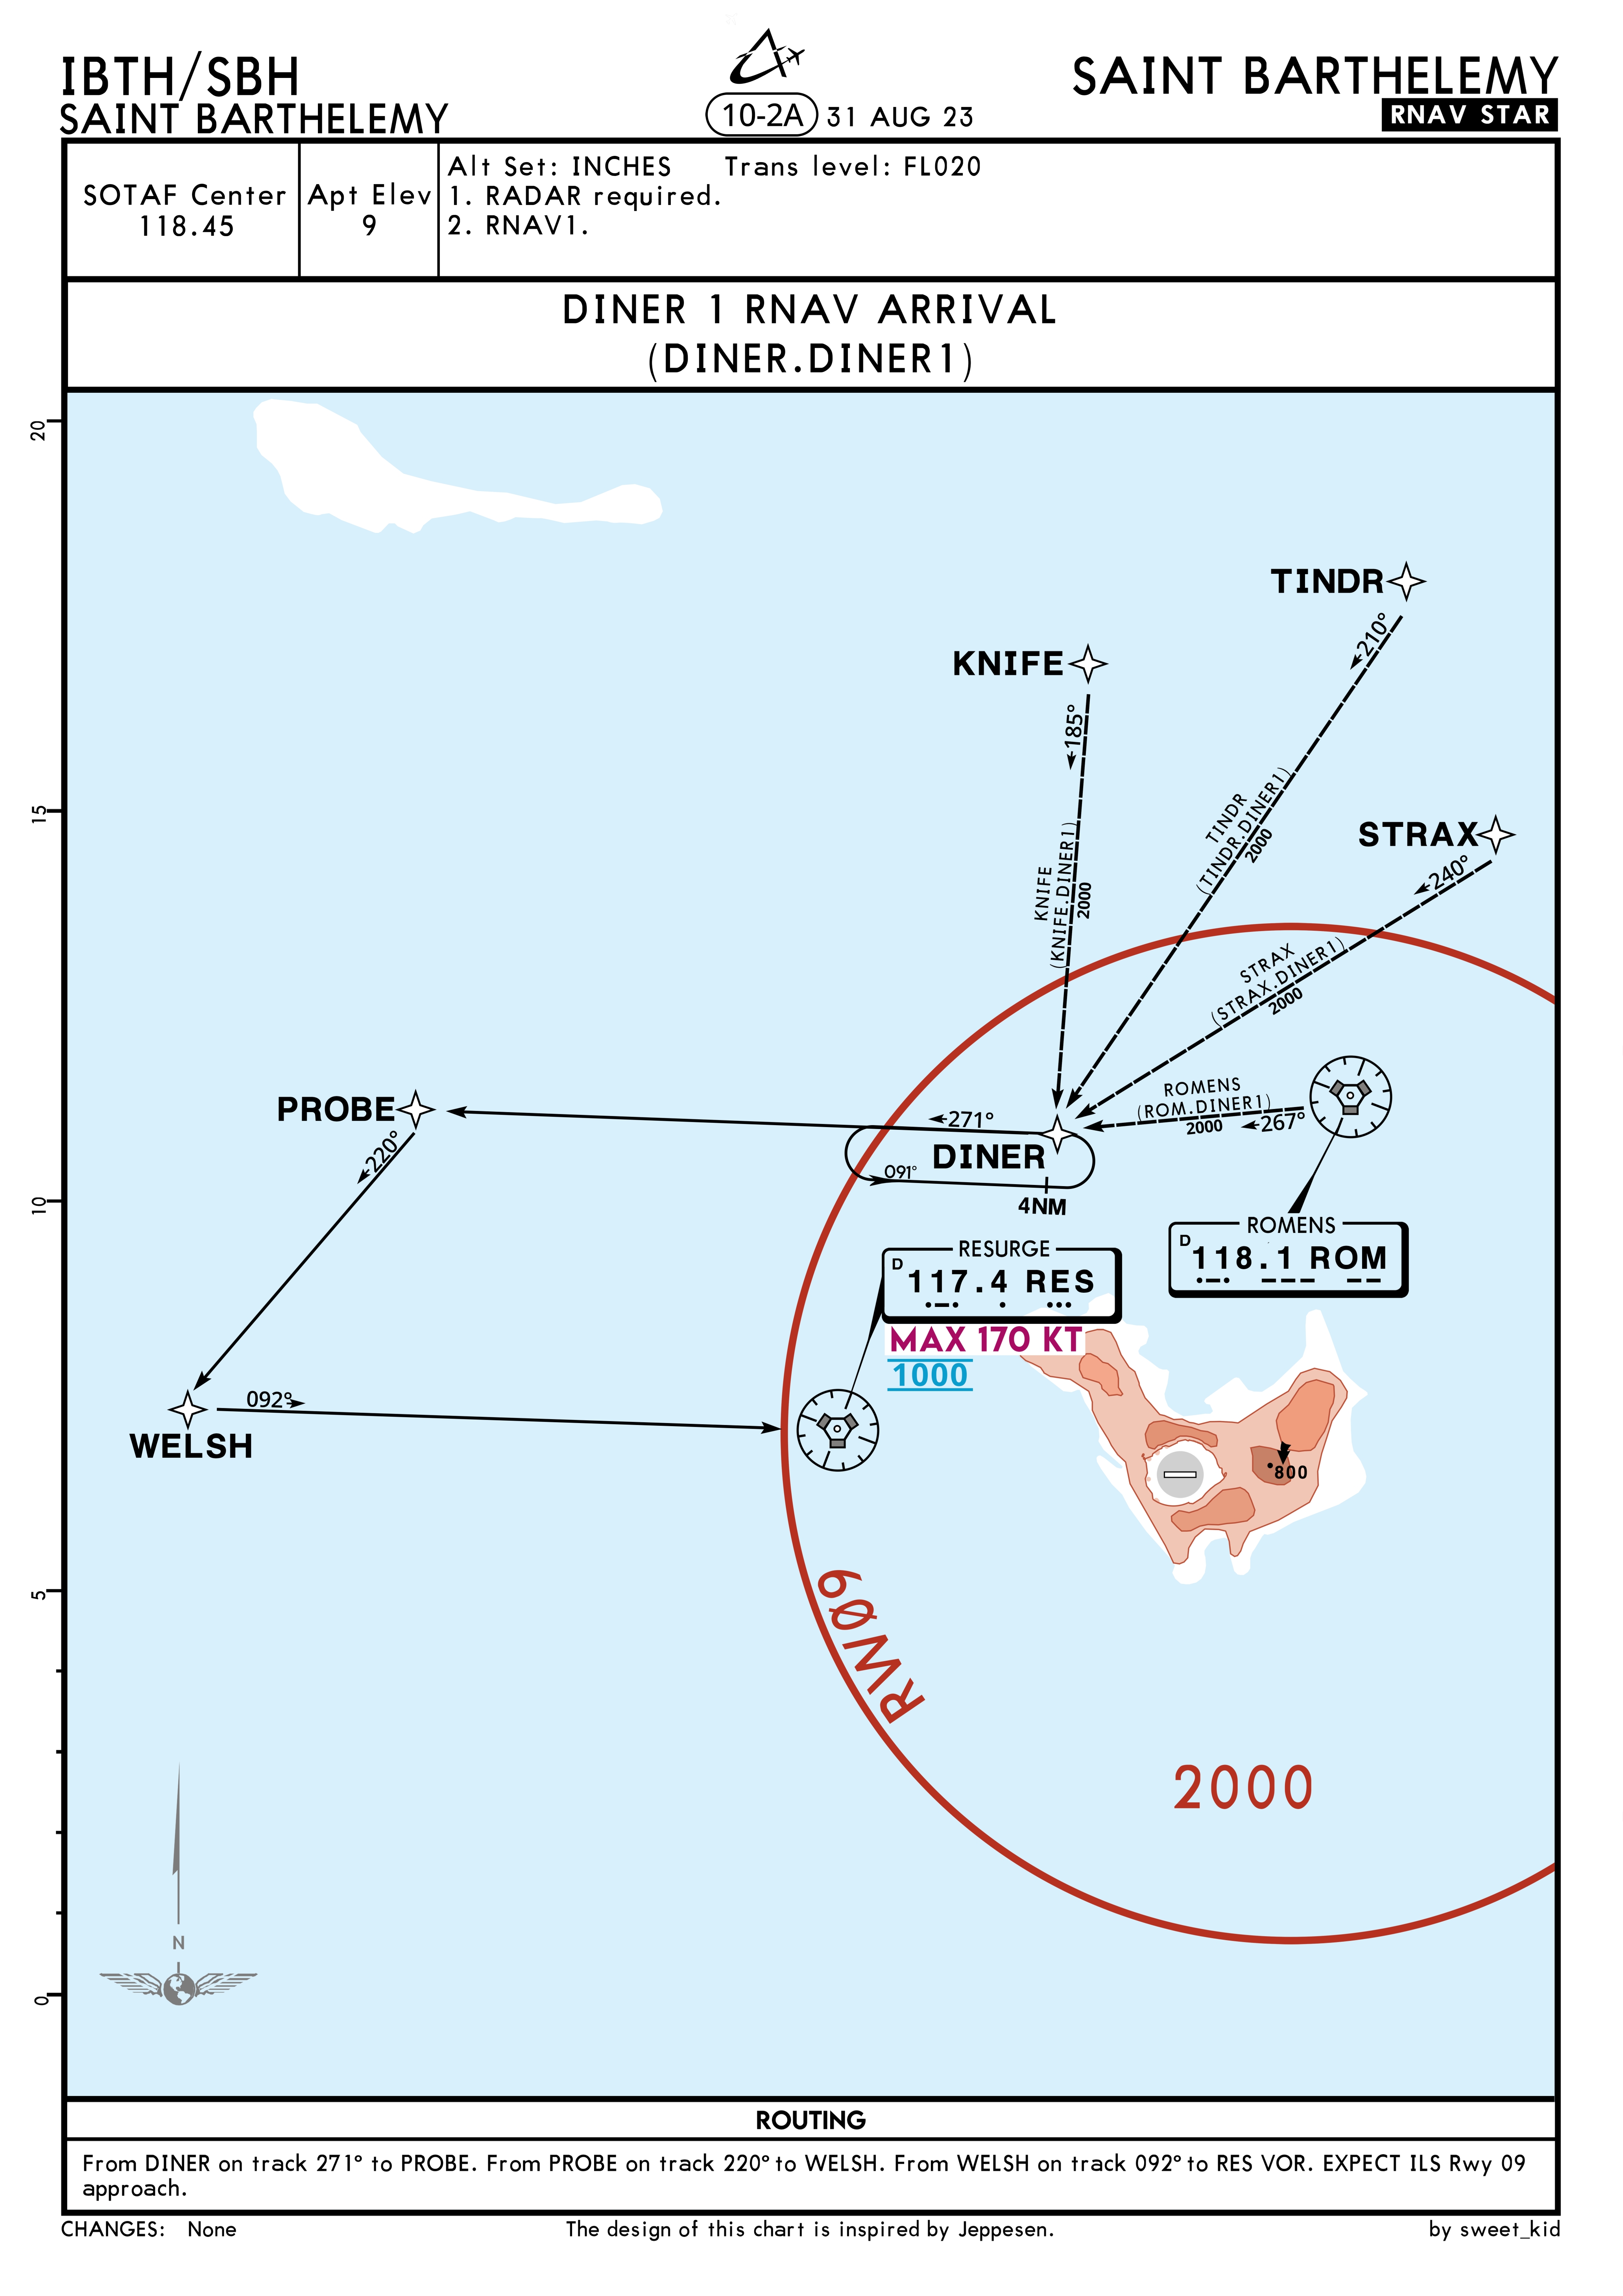 IBTH/SBH
SAINT BARTHELEMY
10-2A
31 AUG 23
SAINT BARTHELEMY
RNAV STAR
SOTAF Center
118.45
Apt Elev
9
Alt Set: INCHES Trans level: FL020
1. RADAR required.
2. RNAV1.
DINER 1 RNAV ARRIVAL
(DINER.DINER1)
20
15
10
5
0
TINDR
210°
KNIFE
185°
TINDR
(TINDR.DINER1)
2000
STRAX
240°
KNIFE
(KNIFE.DINER1)
2000
STRAX
(STRAX.DINER1)
2000
ROMENS
(ROM.DINER1)
2000
267°
PROBE
220°
271°
DINER
091°
4NM
ROMENS
D 118.1 ROM
RESURGE
D 117.4 RES
MAX 170 KT
1000
092°
WELSH
800
RWØ9
2000
N
ROUTING
From DINER on track 271° to PROBE. From PROBE on track 220° to WELSH. From WELSH on track 092° to RES VOR. EXPECT ILS Rwy 09
approach.
CHANGES: None
The design of this chart is inspired by Jeppesen.
by sweet_kid